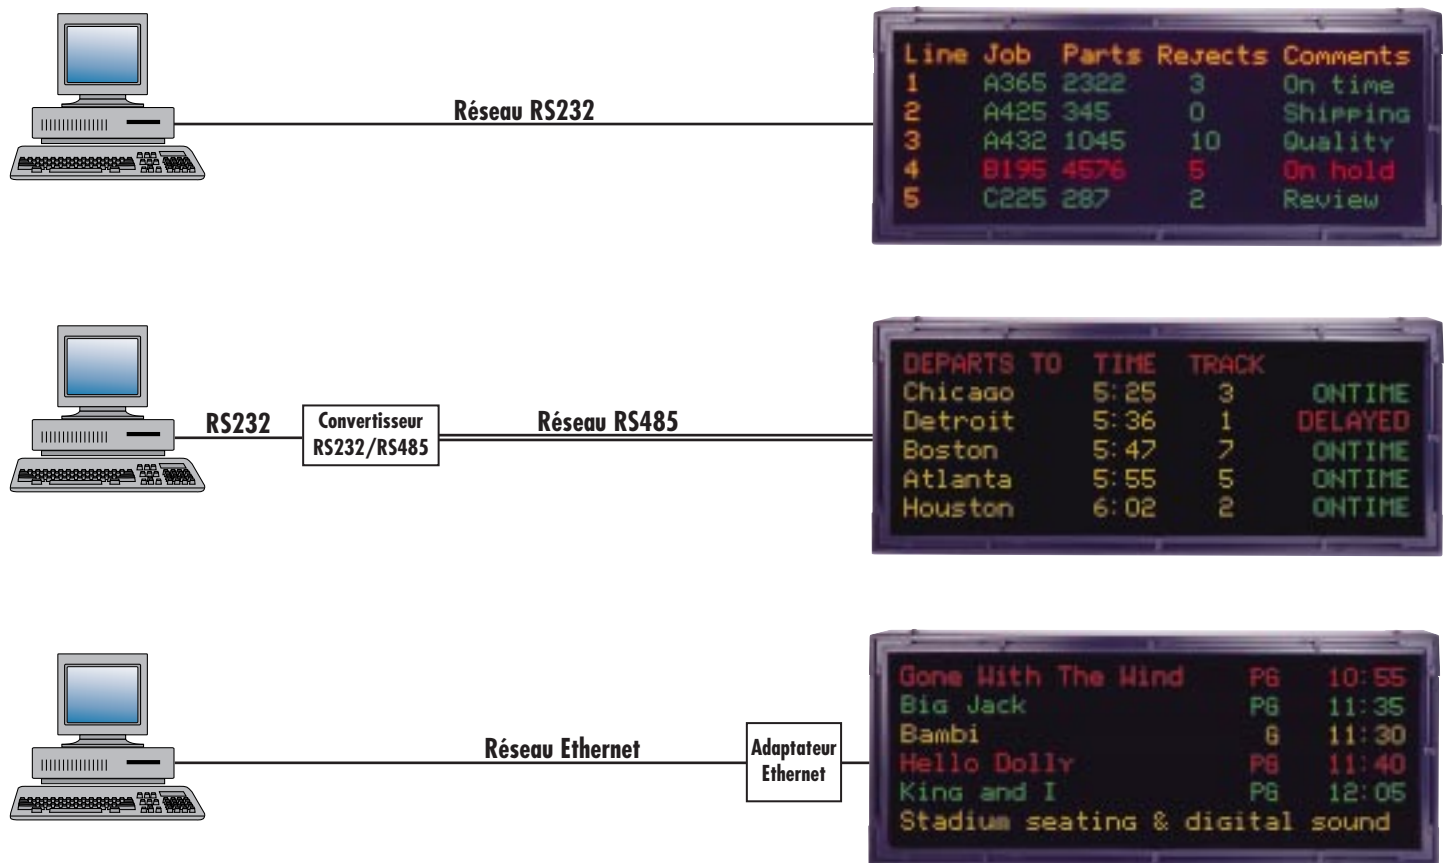 Réseau RS232
Line Job Parts Rejects Comments
1 A365 2322 3 On time
2 A425 345 0 Shipping
3 A432 1045 10 Quality
4 B195 4576 5 On hold
5 C225 287 2 Review
RS232
Convertisseur
RS232/RS485
Réseau RS485
DEPARTS TO TIME TRACK
Chicago 5:25 3 ONTIME
Detroit 5:36 1 DELAYED
Boston 5:47 7 ONTIME
Atlanta 5:55 5 ONTIME
Houston 6:02 2 ONTIME
Réseau Ethernet
Adaptateur
Ethernet
Gone With The Wind PG 10:55
Big Jack PG 11:35
Bambi G 11:30
Hello Dolly PG 11:40
King and I PG 12:05
Stadium seating & digital sound